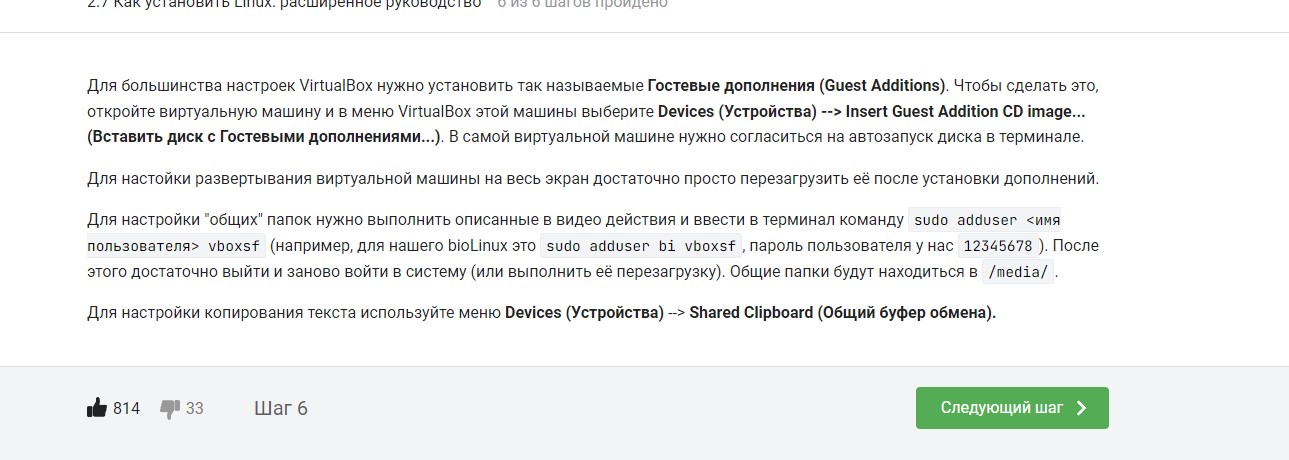 2.7 Как установить Linux: расширенное руководство 6 из 6 шагов пройдено
Для большинства настроек VirtualBox нужно установить так называемые Гостевые дополнения (Guest Additions). Чтобы сделать это,
откройте виртуальную машину и в меню VirtualBox этой машины выберите Devices (Устройства) --> Insert Guest Addition CD image...
(Вставить диск с Гостевыми дополнениями...). В самой виртуальной машине нужно согласиться на автозапуск диска в терминале.
Для настойки развертывания виртуальной машины на весь экран достаточно просто перезагрузить её после установки дополнений.
Для настройки "общих" папок нужно выполнить описанные в видео действия и ввести в терминал команду sudo adduser <имя
пользователя> vboxsf (например, для нашего bioLinux это sudo adduser bi vboxsf, пароль пользователя у нас 12345678). После
этого достаточно выйти и заново войти в систему (или выполнить её перезагрузку). Общие папки будут находиться в /media/.
Для настройки копирования текста используйте меню Devices (Устройства) --> Shared Clipboard (Общий буфер обмена).
814 33 Шаг 6 Следующий шаг